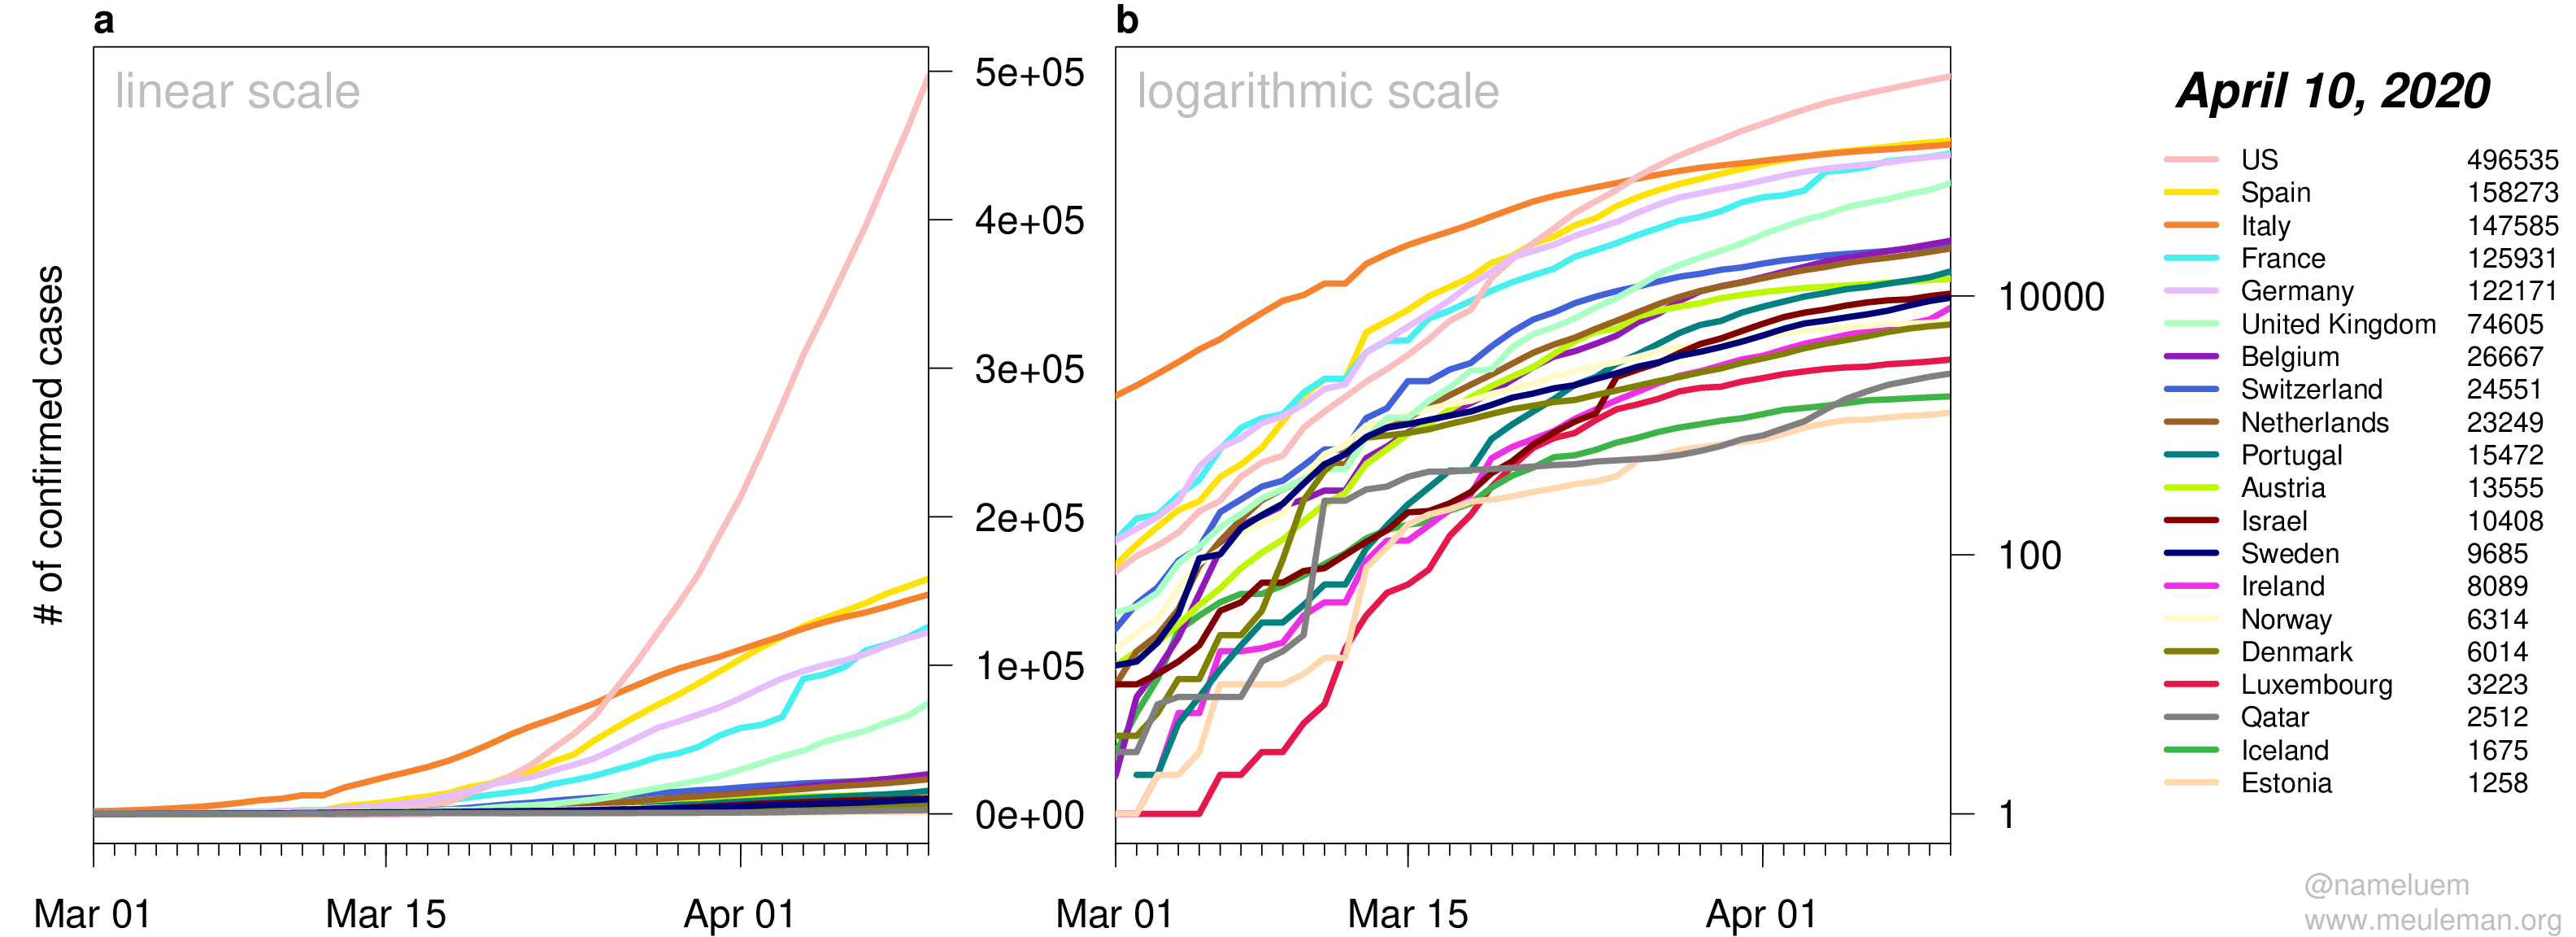 a
linear scale
# of confirmed cases
5e+05
4e+05
3e+05
2e+05
1e+05
0e+00
Mar 01 Mar 15 Apr 01
b
logarithmic scale
10000
100
1
Mar 01 Mar 15 Apr 01
April 10, 2020
US 496535
Spain 158273
Italy 147585
France 125931
Germany 122171
United Kingdom 74605
Belgium 26667
Switzerland 24551
Netherlands 23249
Portugal 15472
Austria 13555
Israel 10408
Sweden 9685
Ireland 8089
Norway 6314
Denmark 6014
Luxembourg 3223
Qatar 2512
Iceland 1675
Estonia 1258
@nameluem
www.meuleman.org